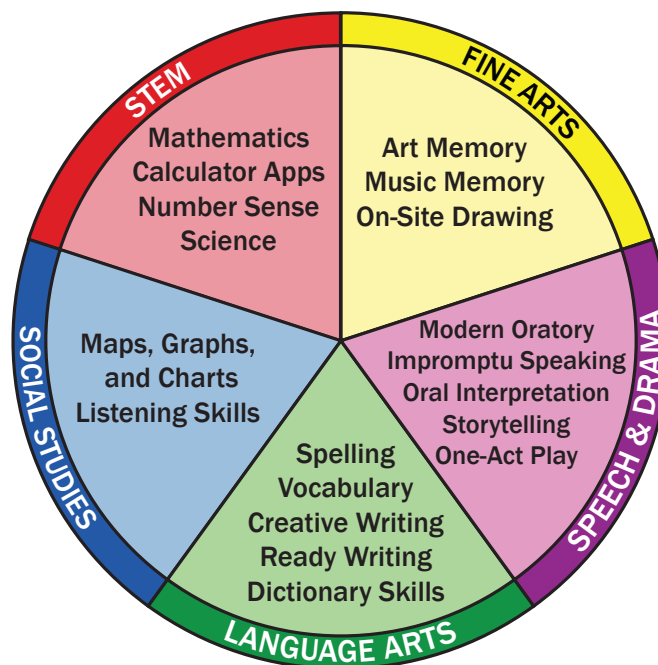 STEM
Mathematics
Calculator Apps
Number Sense
Science
FINE ARTS
Art Memory
Music Memory
On-Site Drawing
SPEECH & DRAMA
Modern Oratory
Impromptu Speaking
Oral Interpretation
Storytelling
One-Act Play
LANGUAGE ARTS
Spelling
Vocabulary
Creative Writing
Ready Writing
Dictionary Skills
SOCIAL STUDIES
Maps, Graphs,
and Charts
Listening Skills